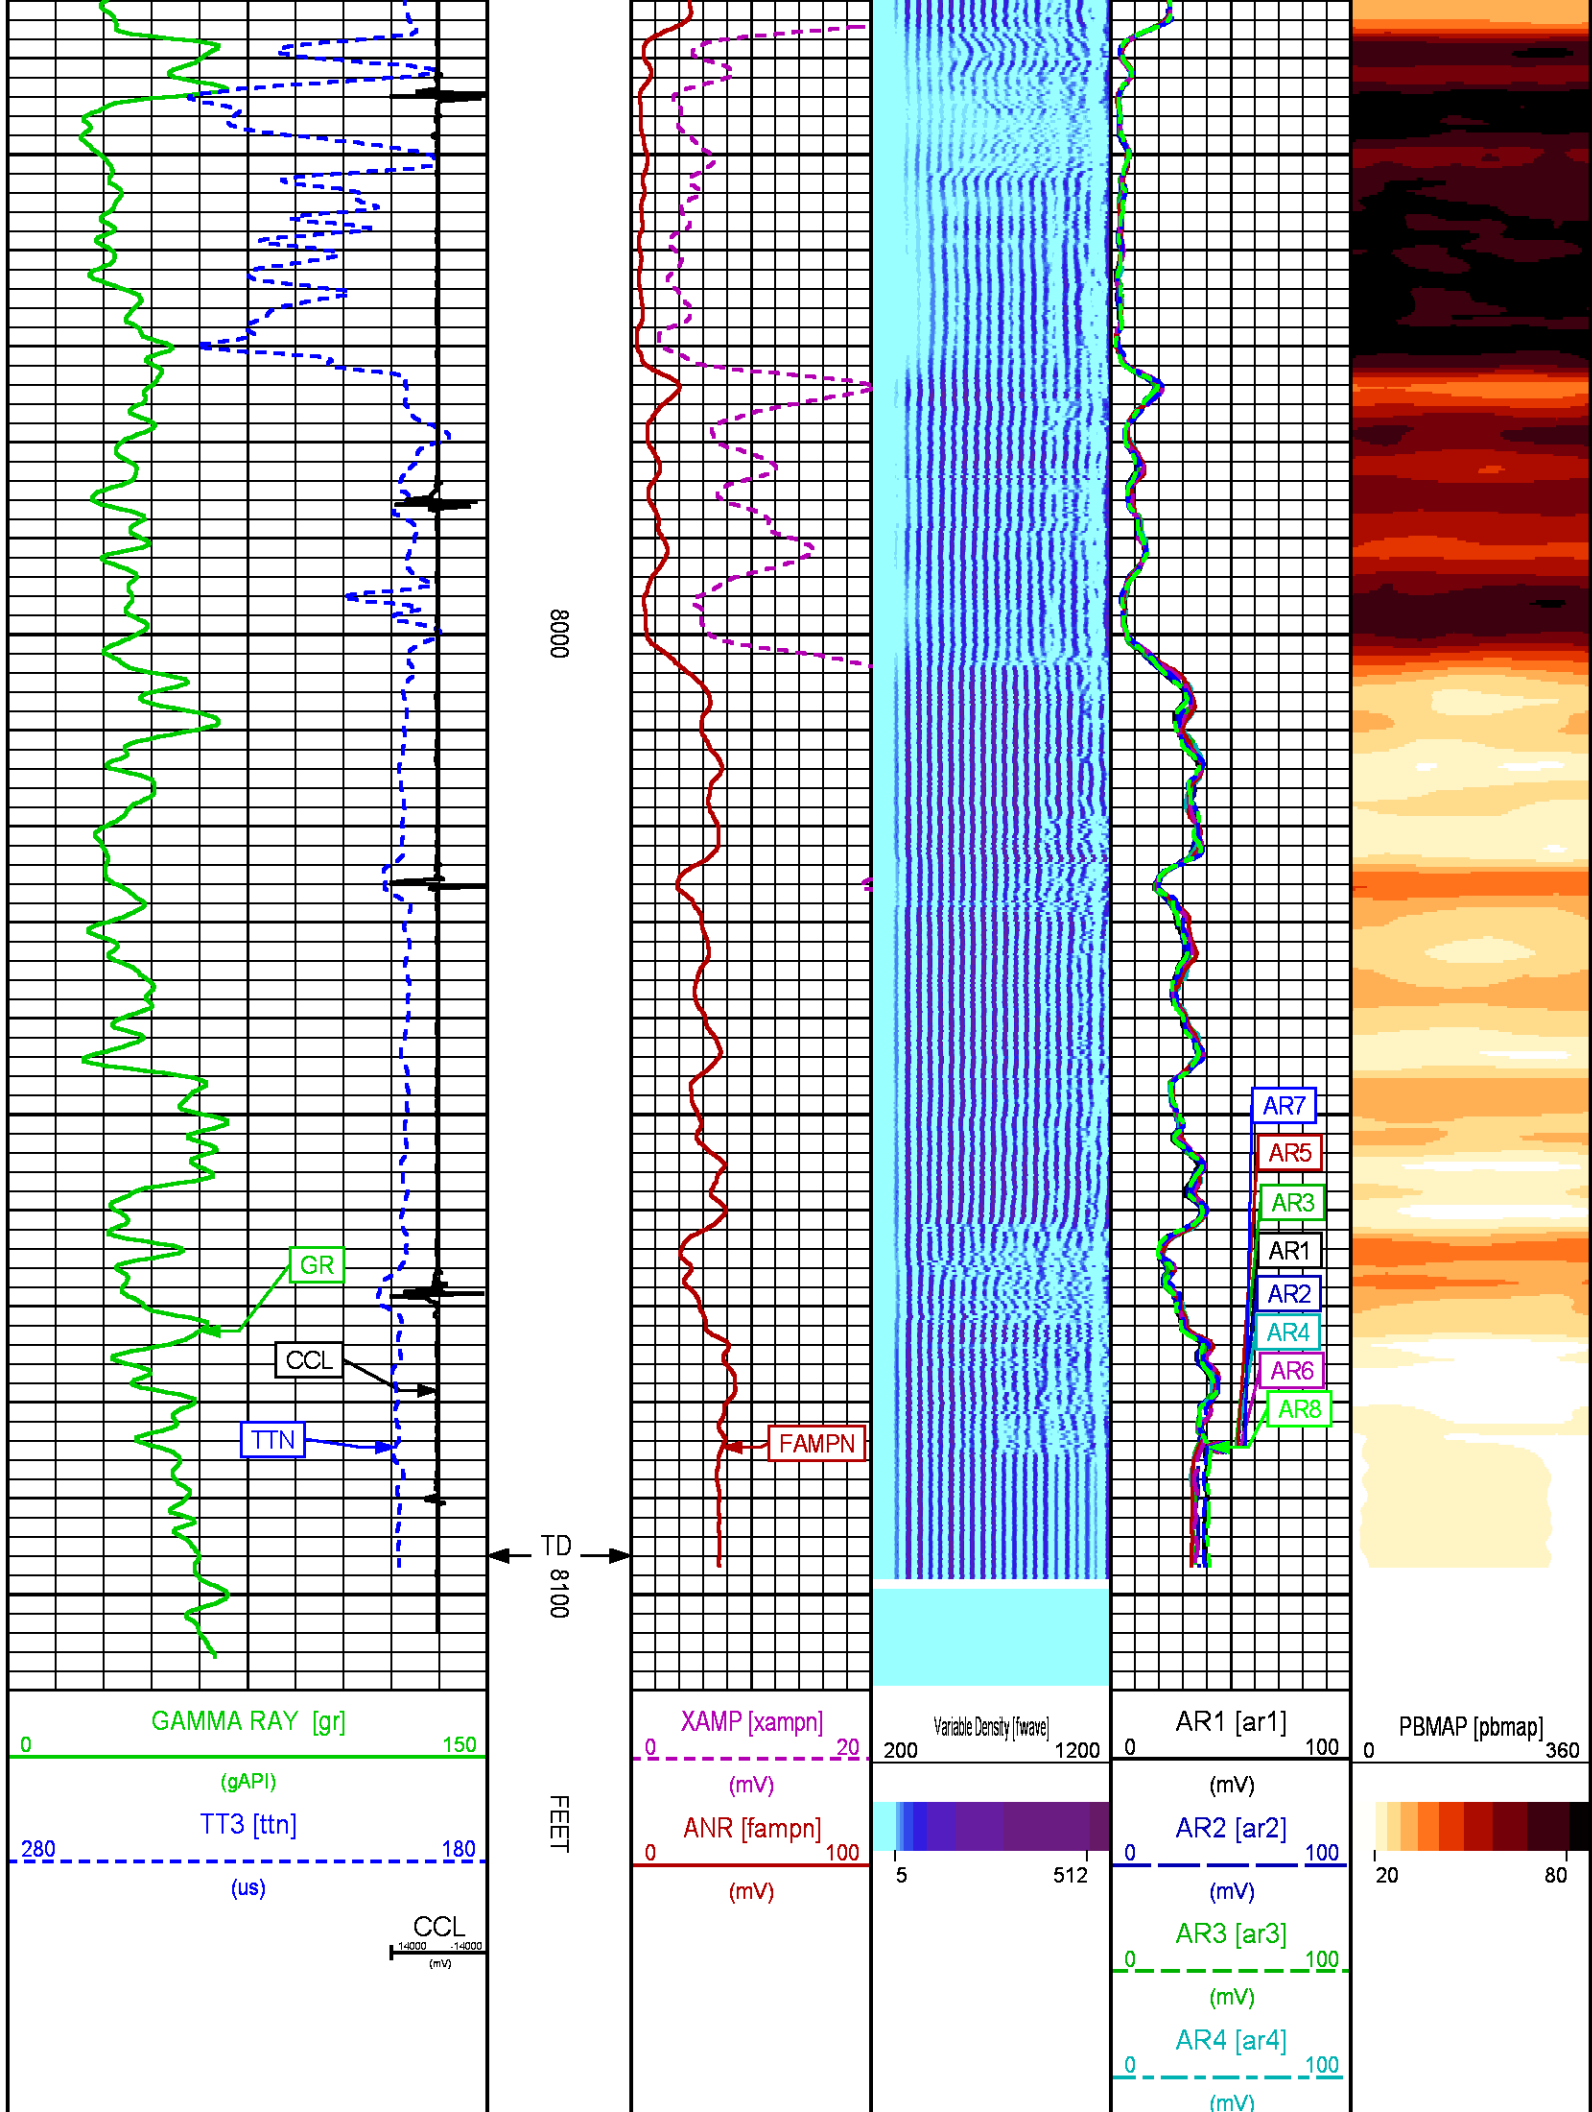 8000
AR7
AR5
AR3
AR1
AR2
AR4
AR6
AR8
GR
CCL
TTN
FAMPN
TD
8100
GAMMA RAY [gr]
0 150
(gAPI)
TT3 [ttn]
280 180
(us)
CCL
14000 -14000
(mV)
FEET
XAMP [xampn]
0 20
(mV)
ANR [fampn]
0 100
(mV)
Variable Density [fwave]
200 1200
5 512
AR1 [ar1]
0 100
(mV)
AR2 [ar2]
0 100
(mV)
AR3 [ar3]
0 100
(mV)
AR4 [ar4]
0 100
(mV)
PBMAP [pbmap]
0 360
20 80